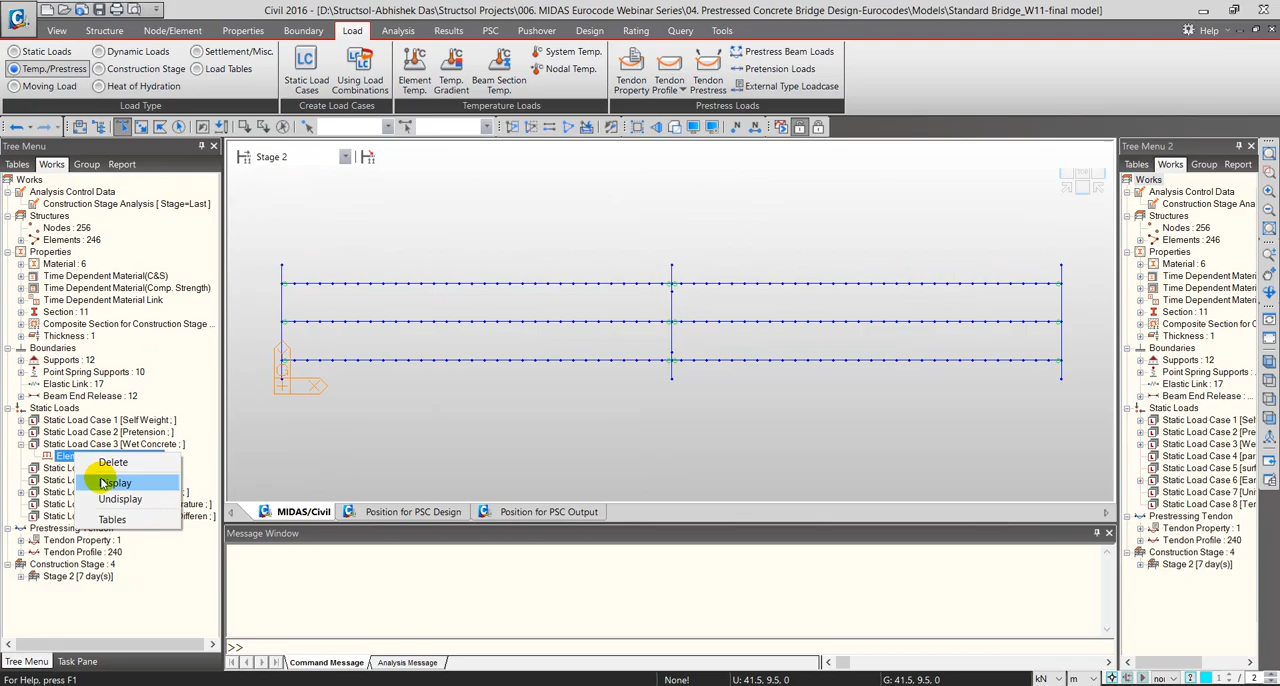 Civil 2016 - [D:\Structsol-Abhishek Das\Structsol Projects\006. MIDAS Eurocode Webinar Series\04. Prestressed Concrete Bridge Design-Eurocodes\Models\Standard Bridge_W11-final model]
View Structure Node/Element Properties Boundary Load Analysis Results PSC Pushover Design Rating Query Tools Help
Static Loads Dynamic Loads Settlement/Misc.
Temp./Prestress Construction Stage Load Tables
Moving Load Heat of Hydration
Load Type
Static Load Cases
Using Load Combinations
Create Load Cases
Element Temp.
Temp. Gradient
Beam Section Temp.
System Temp.
Nodal Temp.
Temperature Loads
Tendon Property
Tendon Profile
Tendon Prestress
Prestress Beam Loads
Pretension Loads
External Type Loadcase
Prestress Loads
Tree Menu
Tables Works Group Report
Works
Analysis Control Data
Construction Stage Analysis [ Stage=Last ]
Structures
Nodes : 256
Elements : 246
Properties
Material : 6
Time Dependent Material(C&S)
Time Dependent Material(Comp. Strength)
Time Dependent Material Link
Section : 11
Composite Section for Construction Stage ...
Thickness : 1
Boundaries
Supports : 12
Point Spring Supports : 10
Elastic Link : 17
Beam End Release : 12
Static Loads
Static Load Case 1 [Self Weight ; ]
Static Load Case 2 [Pretension ; ]
Static Load Case 3 [Wet Concrete ; ]
Delete
Display
Undisplay
Tables
Prestressing Tendon
Tendon Property : 1
Tendon Profile : 240
Construction Stage : 4
Stage 2 [7 day(s)]
Tree Menu Task Pane
Stage 2
MIDAS/Civil Position for PSC Design Position for PSC Output
Message Window
>>
Command Message Analysis Message
Tree Menu 2
Tables Works Group Report
Works
Analysis Control Data
Construction Stage Ana
Structures
Nodes : 256
Elements : 246
Properties
Material : 6
Time Dependent Materia
Time Dependent Materia
Time Dependent Materia
Section : 11
Composite Section for C
Thickness : 1
Boundaries
Supports : 12
Point Spring Supports :
Elastic Link : 17
Beam End Release : ...
Static Loads
Static Load Case 1 [Sel
Static Load Case 2 [Pre
Static Load Case 3 [We
Static Load Case 4 [par
Static Load Case 5 [surf
Static Load Case 6 [Ear
Static Load Case 7 [Uni
Static Load Case 8 [Ter
Prestressing Tendon
Tendon Property : 1
Tendon Profile : 240
Construction Stage : 4
Stage 2 [7 day(s)]
For Help, press F1 None! U: 41.5, 9.5, 0 G: 41.5, 9.5, 0 kN m 1 / 2